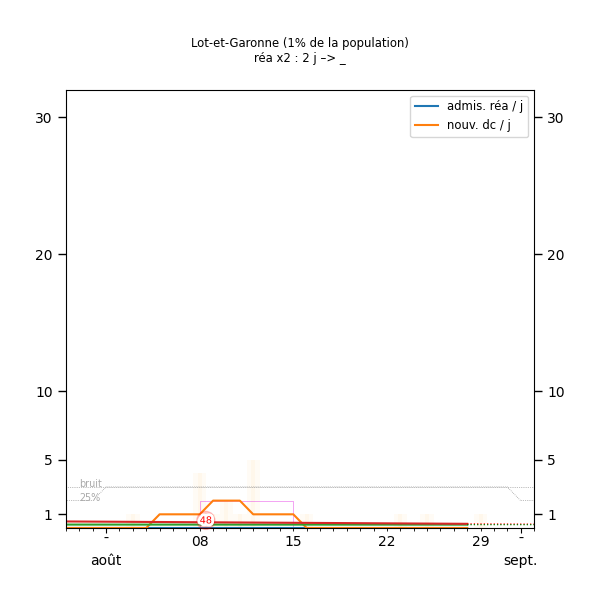 Lot-et-Garonne (1% de la population)
réa x2 : 2 j –> _
admis. réa / j
nouv. dc / j
30 30
20 20
10 10
5 5
bruit
25%
1 1
48
- 08 15 22 29 -
août sept.